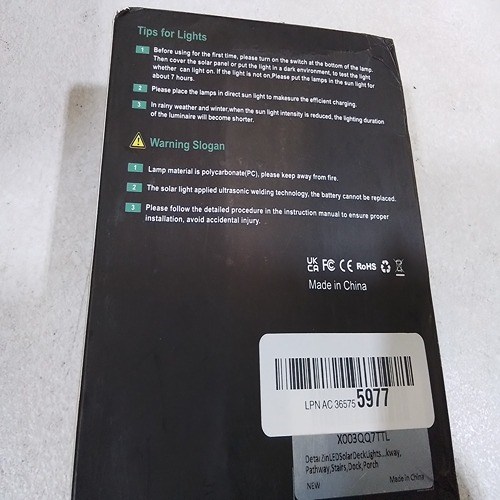 Tips for Lights
1 Before using for the first time, please turn on the switch at the bottom of the lamp.
Then cover the solar panel or put the light in a dark environment, to test the light
whether can light on. If the light is not on,Please put the lamps in the sun light for
about 7 hours.
2 Please place the lamps in direct sun light to makesure the efficient charging.
3 In rainy weather and winter,when the sun light intensity is reduced, the lighting duration
of the luminaire will become shorter.
Warning Slogan
1 Lamp material is polycarbonate(PC), please keep away from fire.
2 The solar light applied ultrasonic welding technology, the battery cannot be replaced.
3 Please follow the detailed procedure in the instruction manual to ensure proper
installation, avoid accidental injury.
UK
CA FC CE RoHS
Made in China
LPN AC 36575 5977
X003QQ7TTL
LEDSolarDeckLights...kway,
Pathway,Stairs,Dock,Porch
NEW Made in China